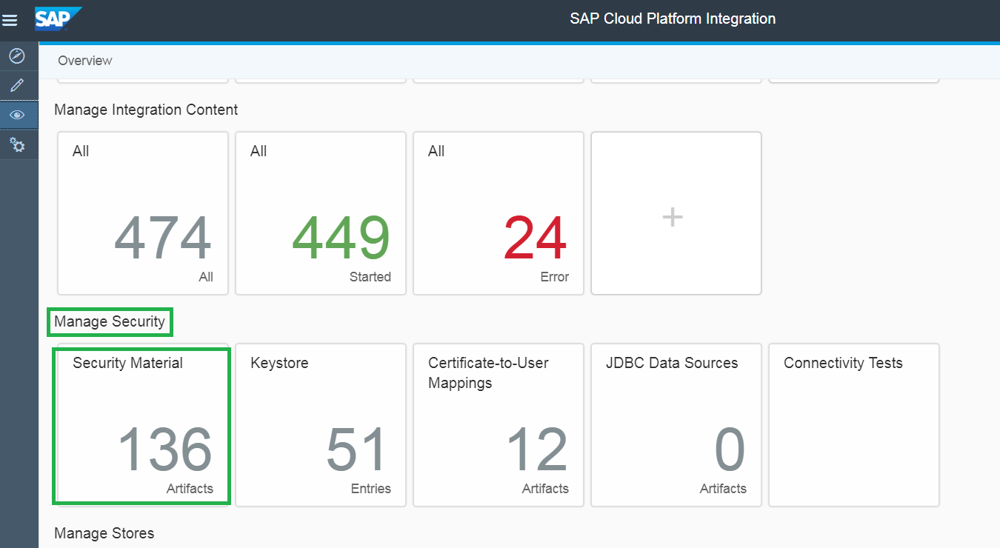 SAP
SAP Cloud Platform Integration
Overview
Manage Integration Content
All
474
All
All
449
Started
All
24
Error
+
Manage Security
Security Material
136
Artifacts
Keystore
51
Entries
Certificate-to-User
Mappings
12
Artifacts
JDBC Data Sources
0
Artifacts
Connectivity Tests
Manage Stores